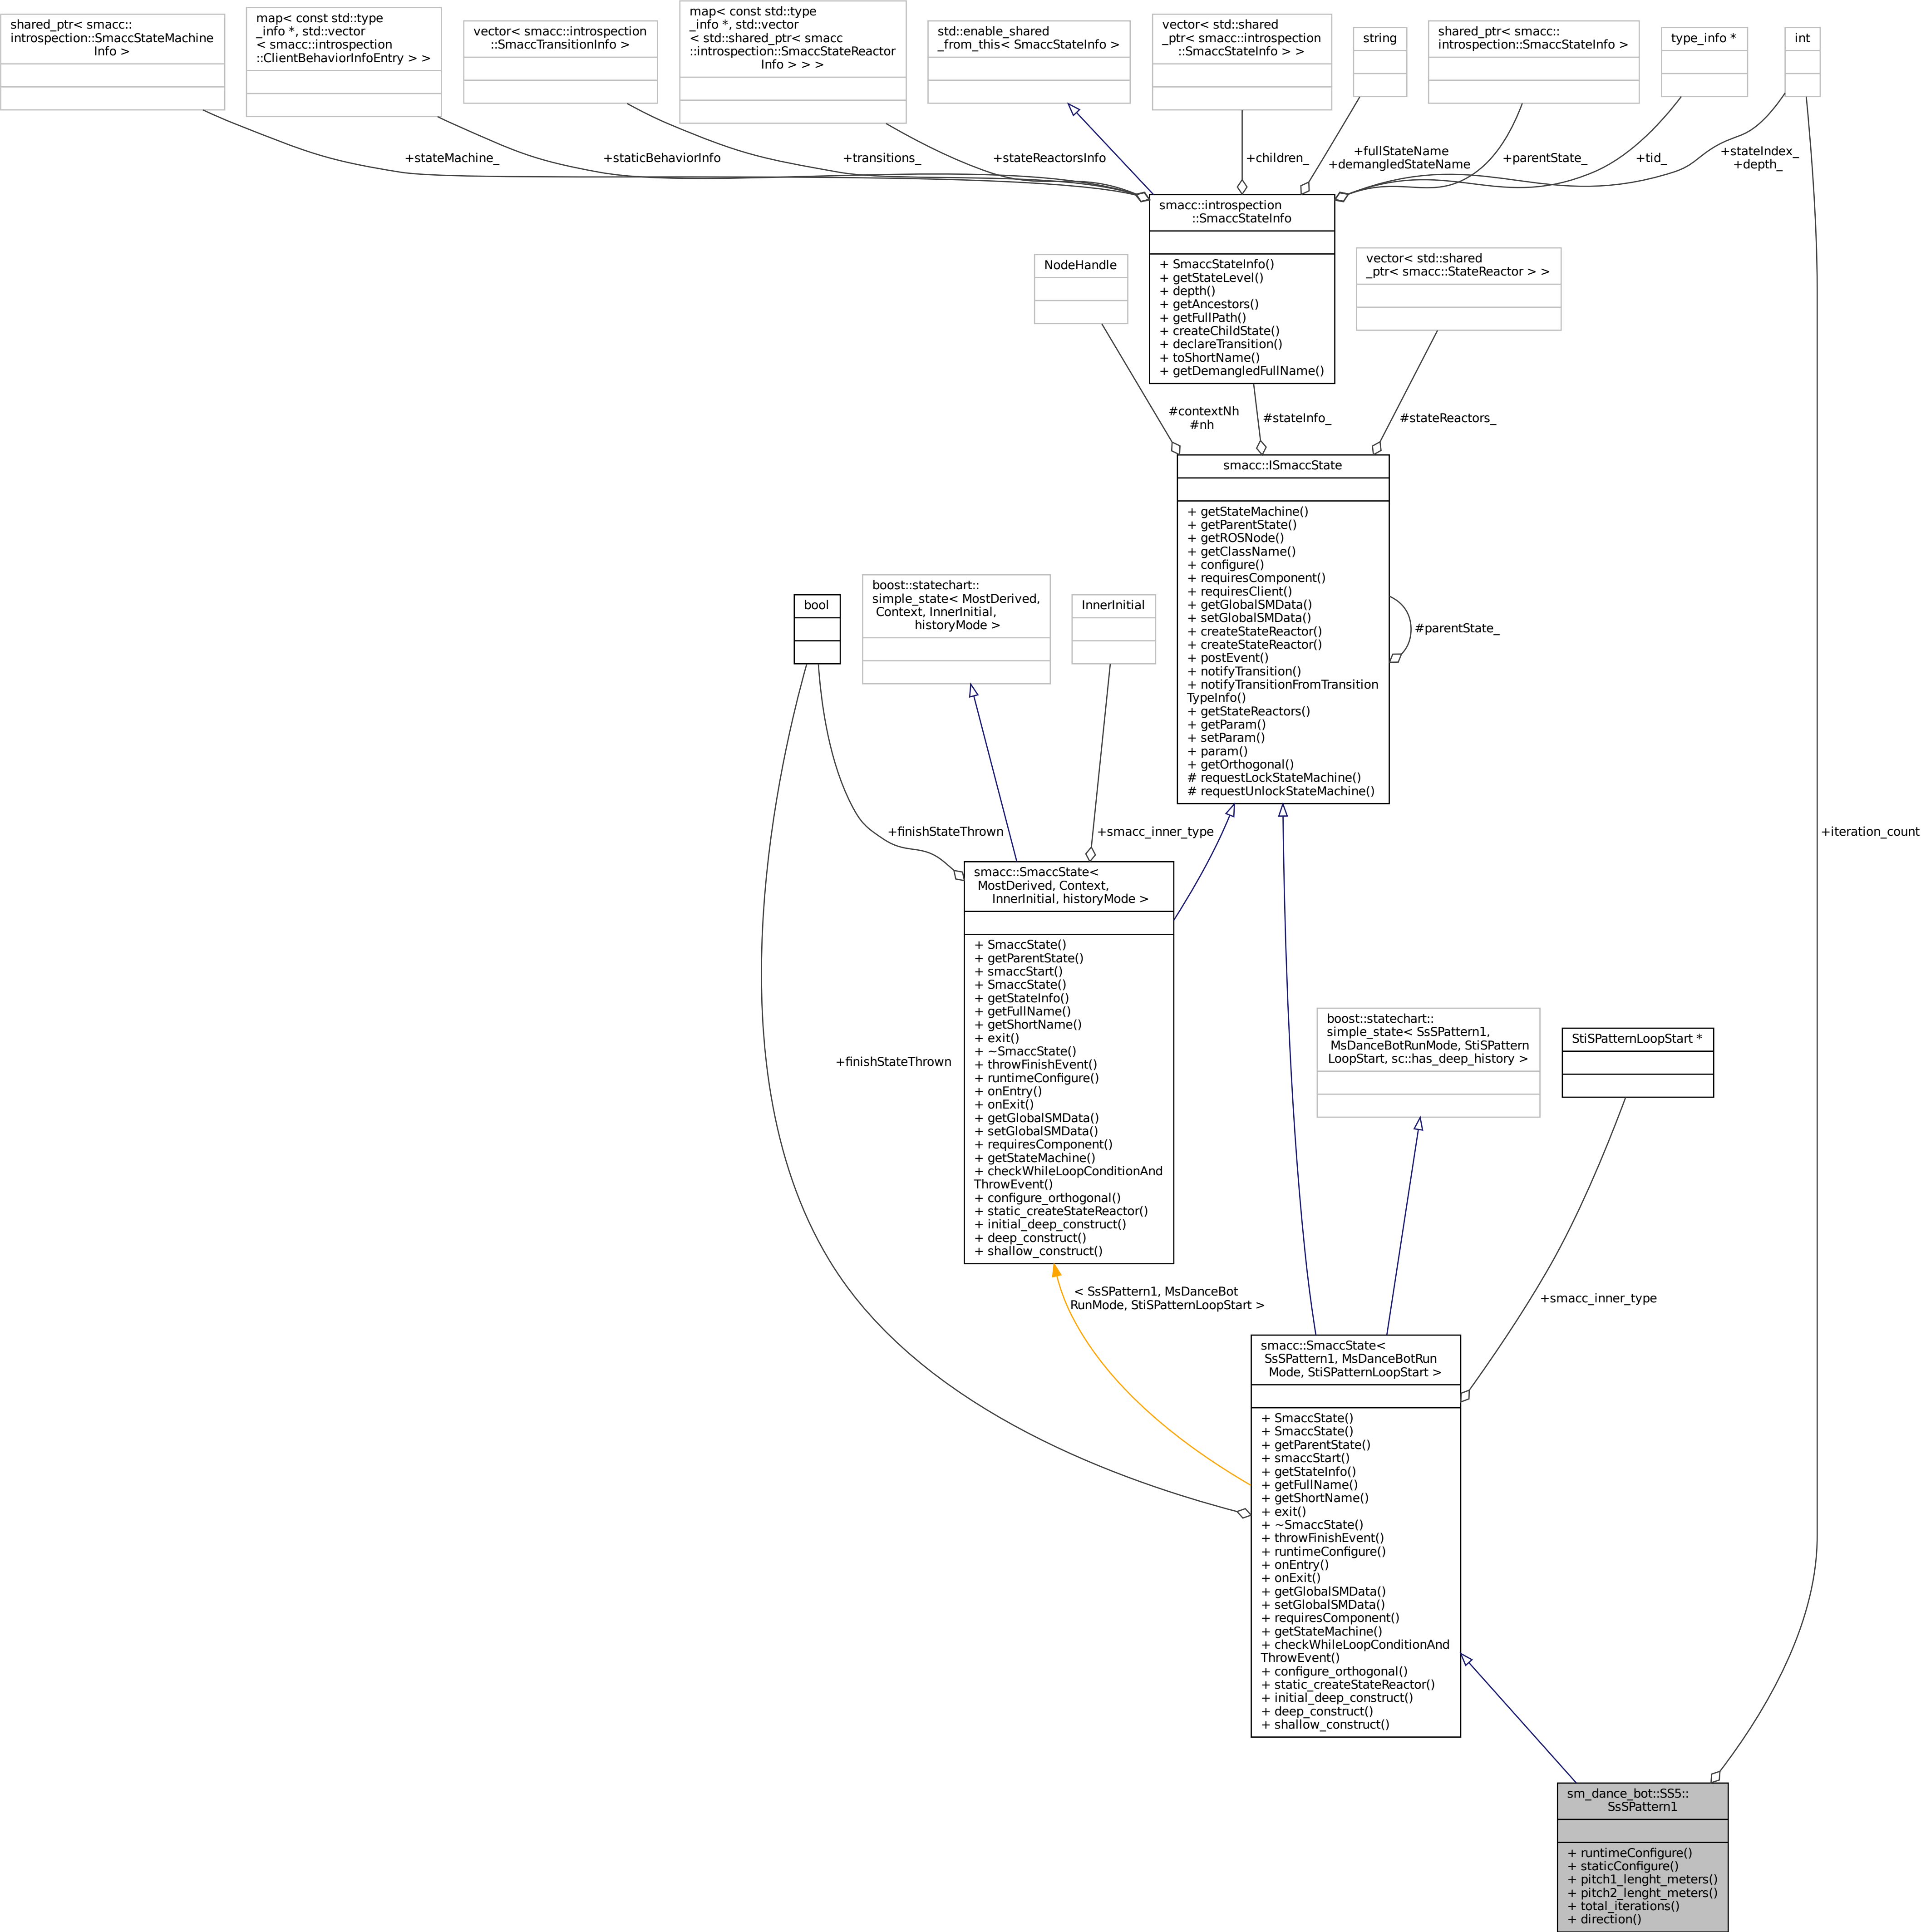 shared_ptr< smacc::
introspection::SmaccStateMachine
Info >
map< const std::type
_info *, std::vector
< smacc::introspection
::ClientBehaviorInfoEntry > >
vector< smacc::introspection
::SmaccTransitionInfo >
map< const std::type
_info *, std::vector
< std::shared_ptr< smacc
::introspection::SmaccStateReactor
Info > > >
std::enable_shared
_from_this< SmaccStateInfo >
vector< std::shared
_ptr< smacc::introspection
::SmaccStateInfo > >
string
shared_ptr< smacc::
introspection::SmaccStateInfo >
type_info *
int
+stateMachine_
+staticBehaviorInfo
+transitions_
+stateReactorsInfo
+children_
+fullStateName
+demangledStateName
+parentState_
+tid_
+stateIndex_
+depth_
smacc::introspection
::SmaccStateInfo
+ SmaccStateInfo()
+ getStateLevel()
+ depth()
+ getAncestors()
+ getFullPath()
+ createChildState()
+ declareTransition()
+ toShortName()
+ getDemangledFullName()
NodeHandle
vector< std::shared
_ptr< smacc::StateReactor > >
#contextNh
#nh
#stateInfo_
#stateReactors_
smacc::ISmaccState
+ getStateMachine()
+ getParentState()
+ getROSNode()
+ getClassName()
+ configure()
+ requiresComponent()
+ requiresClient()
+ getGlobalSMData()
+ setGlobalSMData()
+ createStateReactor()
+ createStateReactor()
+ postEvent()
+ notifyTransition()
+ notifyTransitionFromTransition
TypeInfo()
+ getStateReactors()
+ getParam()
+ setParam()
+ param()
+ getOrthogonal()
# requestLockStateMachine()
# requestUnlockStateMachine()
#parentState_
bool
boost::statechart::
simple_state< MostDerived,
Context, InnerInitial,
historyMode >
InnerInitial
+finishStateThrown
+smacc_inner_type
+iteration_count
smacc::SmaccState<
MostDerived, Context,
InnerInitial, historyMode >
+ SmaccState()
+ getParentState()
+ smaccStart()
+ SmaccState()
+ getStateInfo()
+ getFullName()
+ getShortName()
+ exit()
+ ~SmaccState()
+ throwFinishEvent()
+ runtimeConfigure()
+ onEntry()
+ onExit()
+ getGlobalSMData()
+ setGlobalSMData()
+ requiresComponent()
+ getStateMachine()
+ checkWhileLoopConditionAnd
ThrowEvent()
+ configure_orthogonal()
+ static_createStateReactor()
+ initial_deep_construct()
+ deep_construct()
+ shallow_construct()
+finishStateThrown
boost::statechart::
simple_state< SsSPattern1,
MsDanceBotRunMode, StiSPattern
LoopStart, sc::has_deep_history >
StiSPatternLoopStart *
< SsSPattern1, MsDanceBot
RunMode, StiSPatternLoopStart >
+smacc_inner_type
smacc::SmaccState<
SsSPattern1, MsDanceBotRun
Mode, StiSPatternLoopStart >
+ SmaccState()
+ SmaccState()
+ getParentState()
+ smaccStart()
+ getStateInfo()
+ getFullName()
+ getShortName()
+ exit()
+ ~SmaccState()
+ throwFinishEvent()
+ runtimeConfigure()
+ onEntry()
+ onExit()
+ getGlobalSMData()
+ setGlobalSMData()
+ requiresComponent()
+ getStateMachine()
+ checkWhileLoopConditionAnd
ThrowEvent()
+ configure_orthogonal()
+ static_createStateReactor()
+ initial_deep_construct()
+ deep_construct()
+ shallow_construct()
sm_dance_bot::SS5::
SsSPattern1
+ runtimeConfigure()
+ staticConfigure()
+ pitch1_lenght_meters()
+ pitch2_lenght_meters()
+ total_iterations()
+ direction()